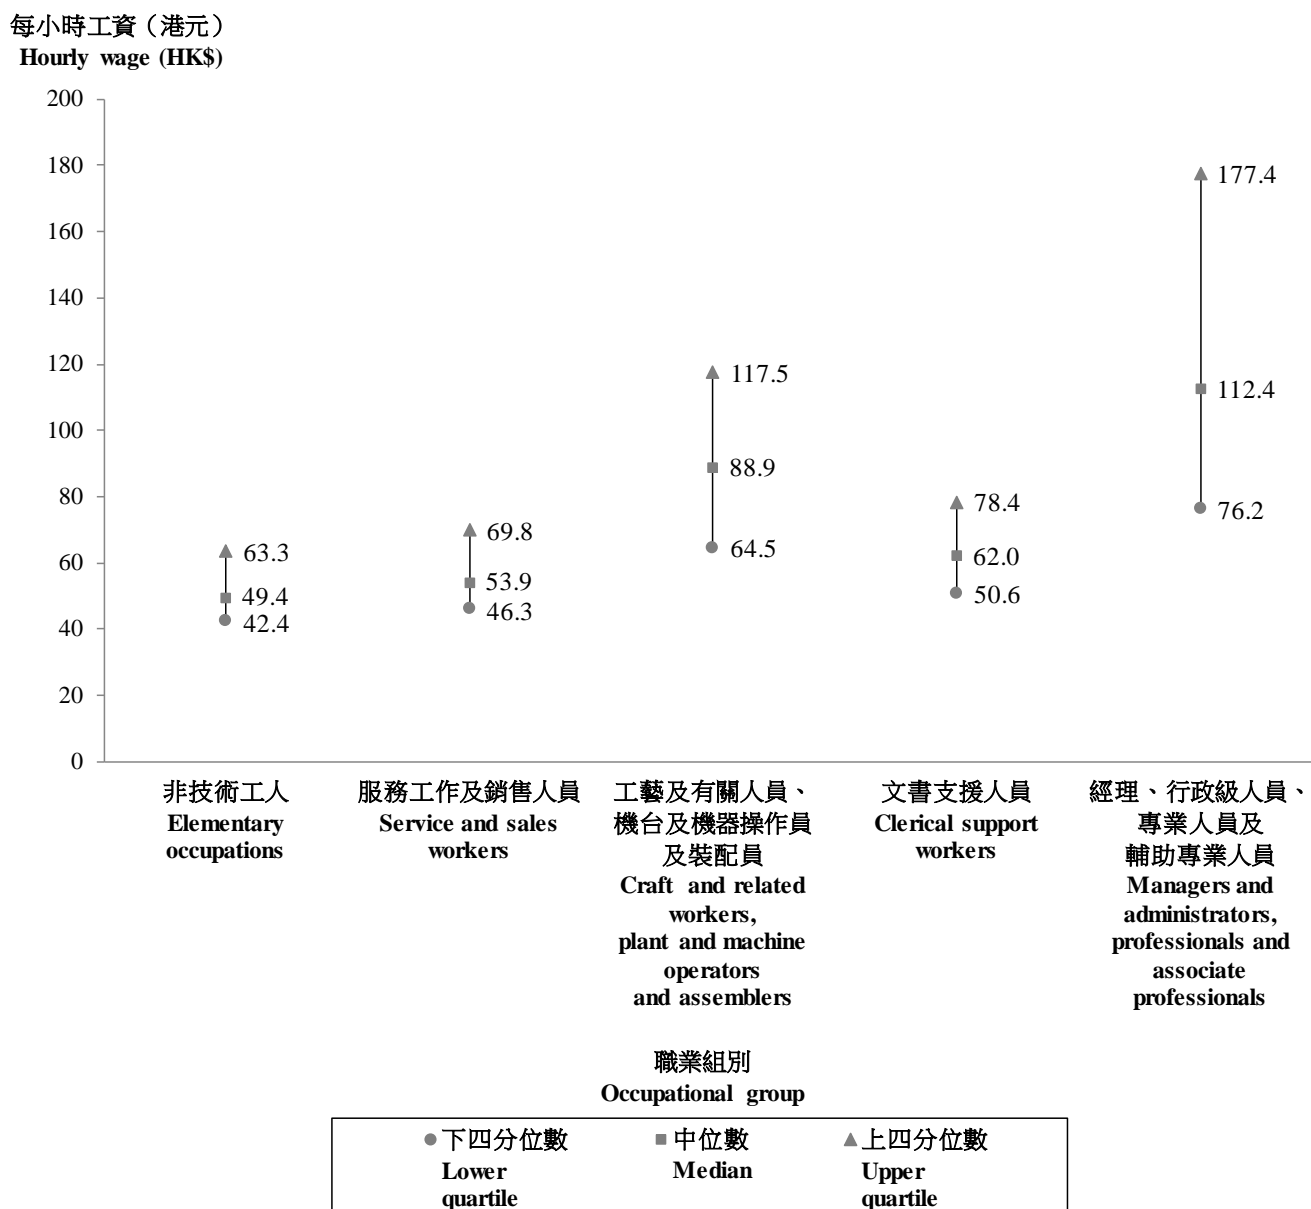 每小時工資（港元）
Hourly wage (HK$)
200
180
160
140
120
100
80
60
40
20
0
63.3
49.4
42.4
69.8
53.9
46.3
117.5
88.9
64.5
78.4
62.0
50.6
177.4
112.4
76.2
非技術工人
Elementary
occupations
服務工作及銷售人員
Service and sales
workers
工藝及有關人員、
機台及機器操作員
及裝配員
Craft and related
workers,
plant and machine
operators
and assemblers
文書支援人員
Clerical support
workers
經理、行政級人員、
專業人員及
輔助專業人員
Managers and
administrators,
professionals and
associate
professionals
職業組別
Occupational group
下四分位數
Lower
quartile
中位數
Median
上四分位數
Upper
quartile